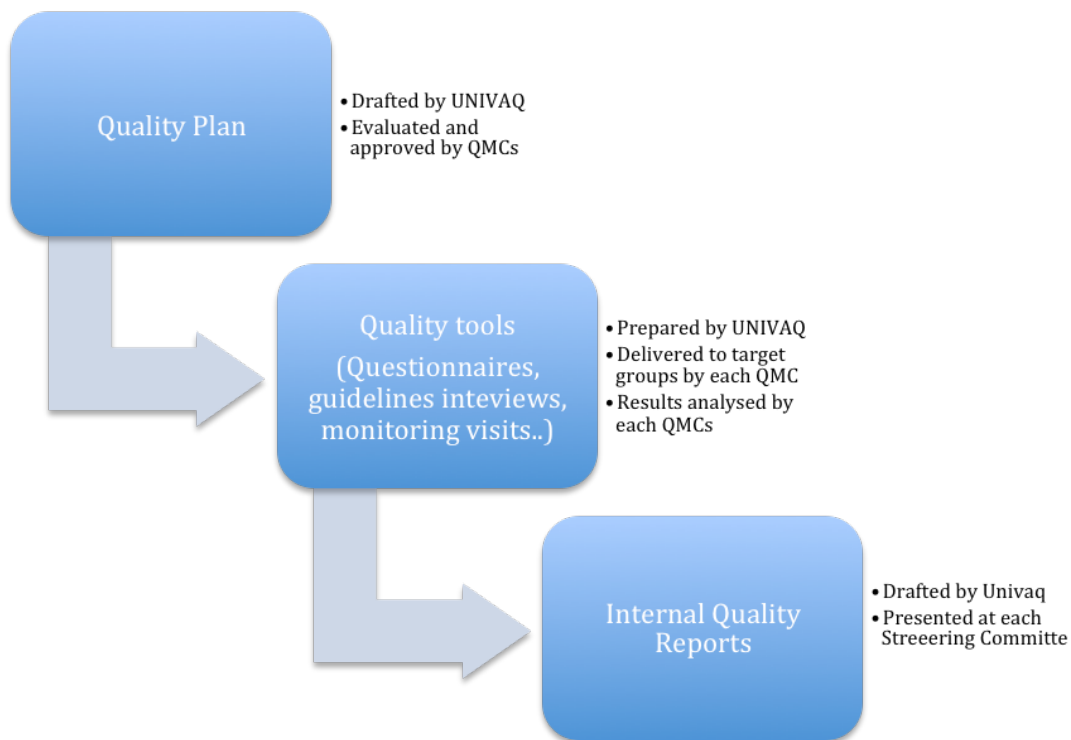 Quality Plan
• Drafted by UNIVAQ
• Evaluated and
approved by QMCs
Quality tools
(Questionnaires,
guidelines inteviews,
monitoring visits..)
• Prepared by UNIVAQ
• Delivered to target
groups by each QMC
• Results analysed by
each QMCs
Internal Quality
Reports
• Drafted by Univaq
• Presented at each
Streeering Committe